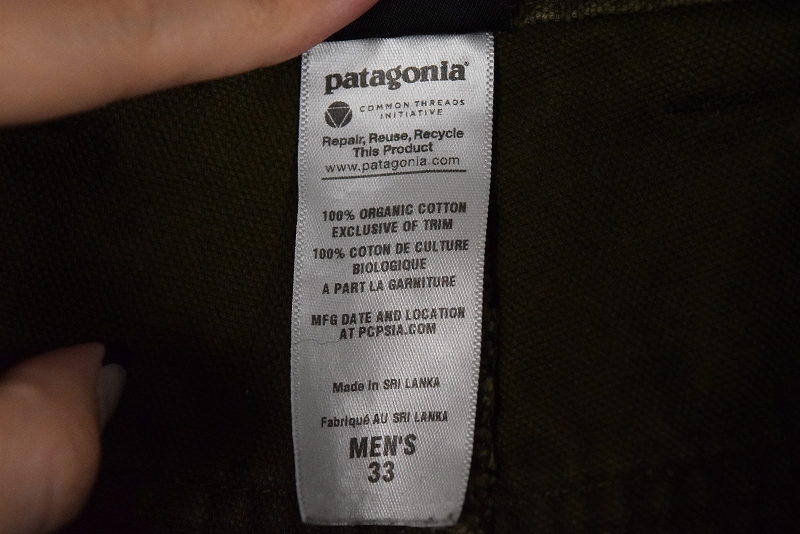 patagonia®
COMMON THREADS
INITIATIVE
Repair, Reuse, Recycle
This Product
www.patagonia.com
100% ORGANIC COTTON
EXCLUSIVE OF TRIM
100% COTON DE CULTURE
BIOLOGIQUE
A PART LA GARNITURE
MFG DATE AND LOCATION
AT PCPSIA.COM
Made in SRI LANKA
Fabriqué AU SRI LANKA
MEN'S
33